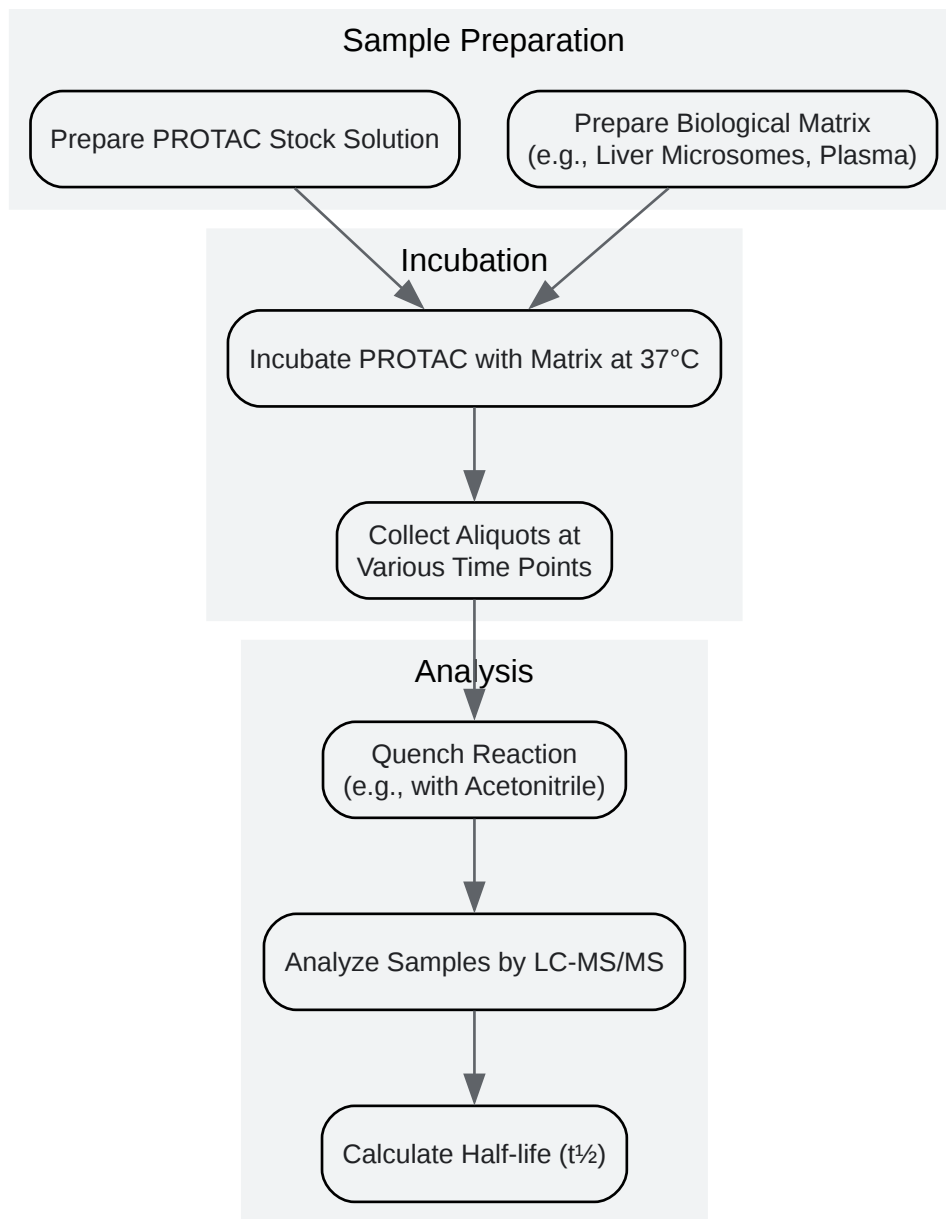 Sample Preparation
Prepare PROTAC Stock Solution
Prepare Biological Matrix
(e.g., Liver Microsomes, Plasma)
Incubation
Incubate PROTAC with Matrix at 37°C
Collect Aliquots at
Various Time Points
Analysis
Quench Reaction
(e.g., with Acetonitrile)
Analyze Samples by LC-MS/MS
Calculate Half-life (t½)